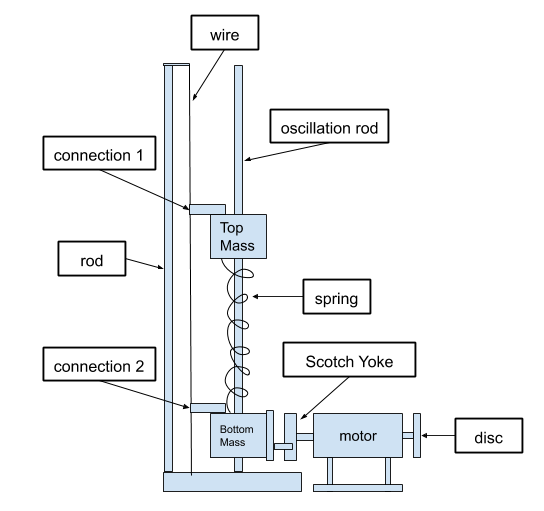 wire
oscillation rod
connection 1
Top
Mass
rod
spring
connection 2
Scotch Yoke
Bottom
Mass
motor
disc